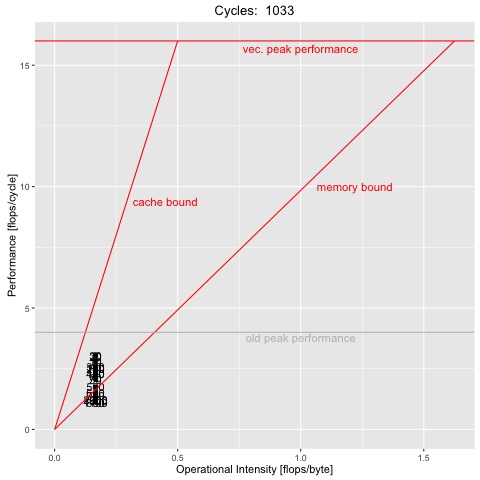 Cycles: 1033
vec. peak performance
15
10
cache bound
memory bound
5
old peak performance
0
0.0
0.5
1.0
1.5
Operational Intensity [flops/byte]
Performance [flops/cycle]